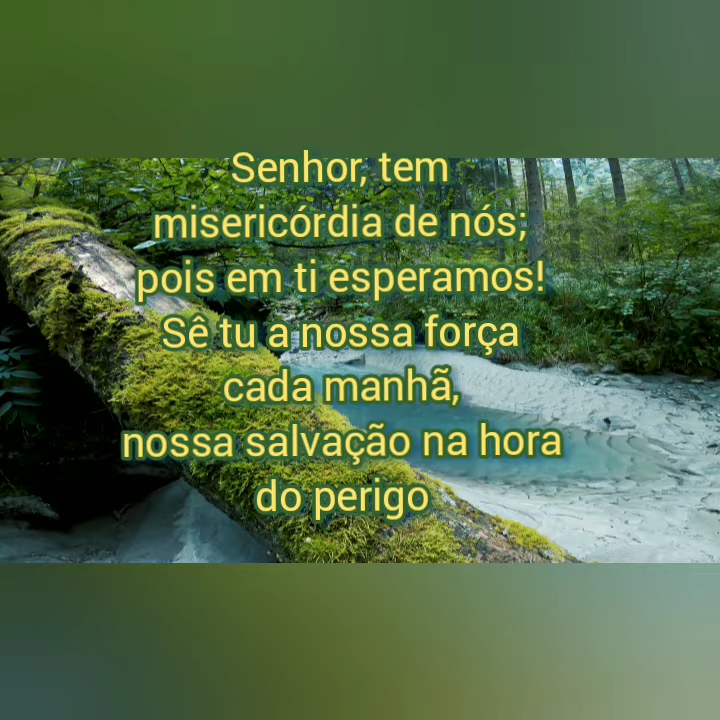 Senhor, tem
misericórdia de nós;
pois em ti esperamos!
Sê tu a nossa força
cada manhã,
nossa salvação na hora
do perigo